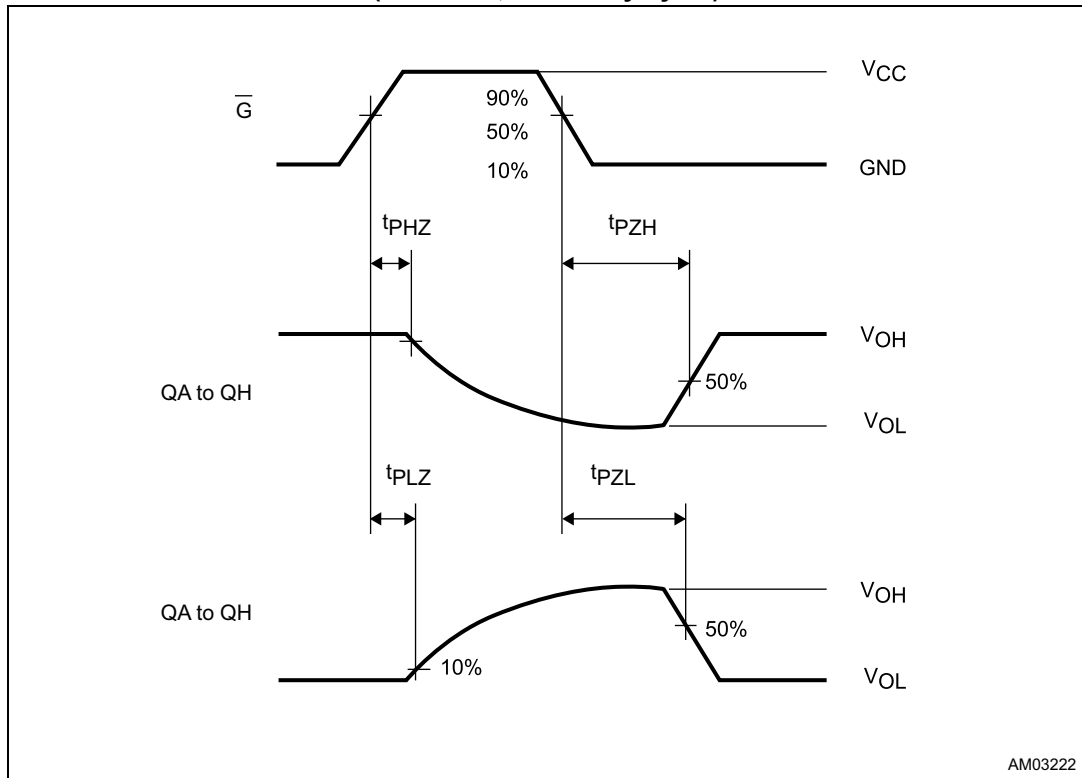 G̅
90%
50%
10%
VCC
GND
tPHZ
tPZH
QA to QH
VOH
50%
VOL
tPLZ
tPZL
QA to QH
VOH
50%
10%
VOL
AM03222